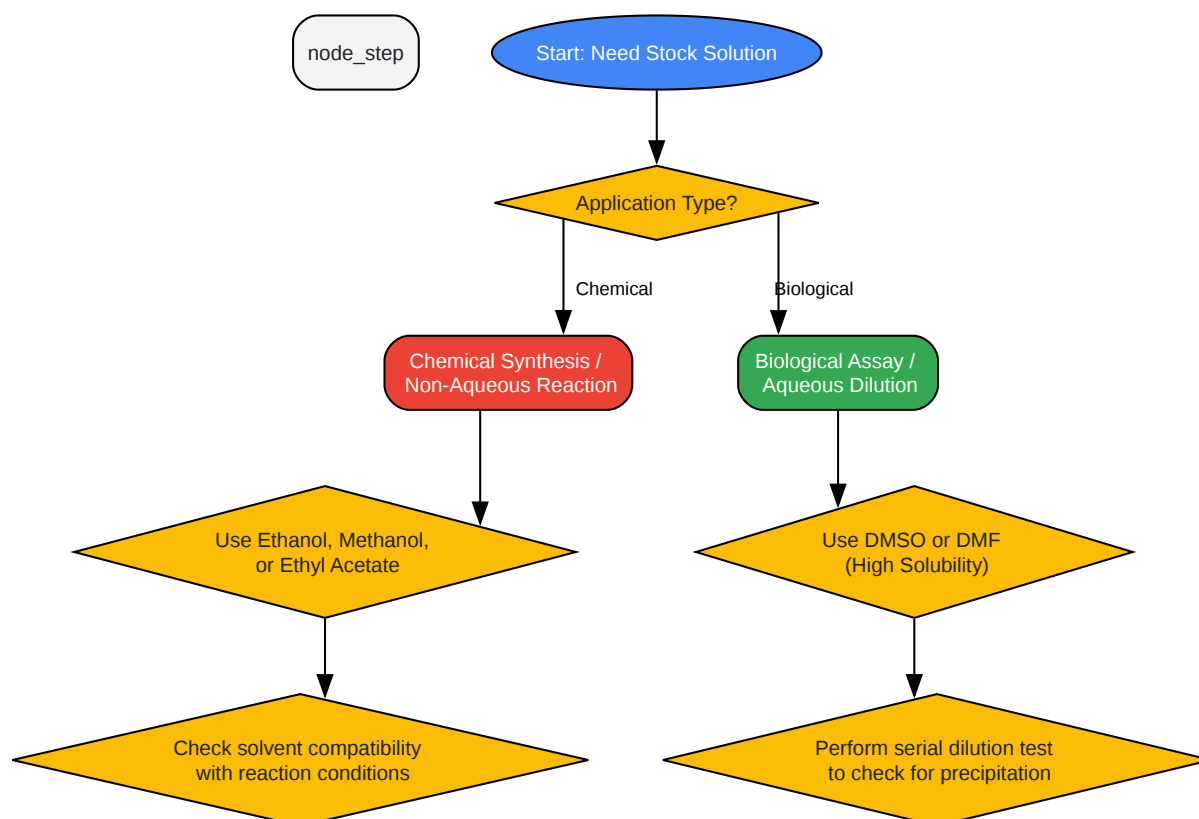 node_step
Start: Need Stock Solution
Application Type?
Chemical
Biological
Chemical Synthesis /
Non-Aqueous Reaction
Biological Assay /
Aqueous Dilution
Use Ethanol, Methanol,
or Ethyl Acetate
Use DMSO or DMF
(High Solubility)
Check solvent compatibility
with reaction conditions
Perform serial dilution test
to check for precipitation